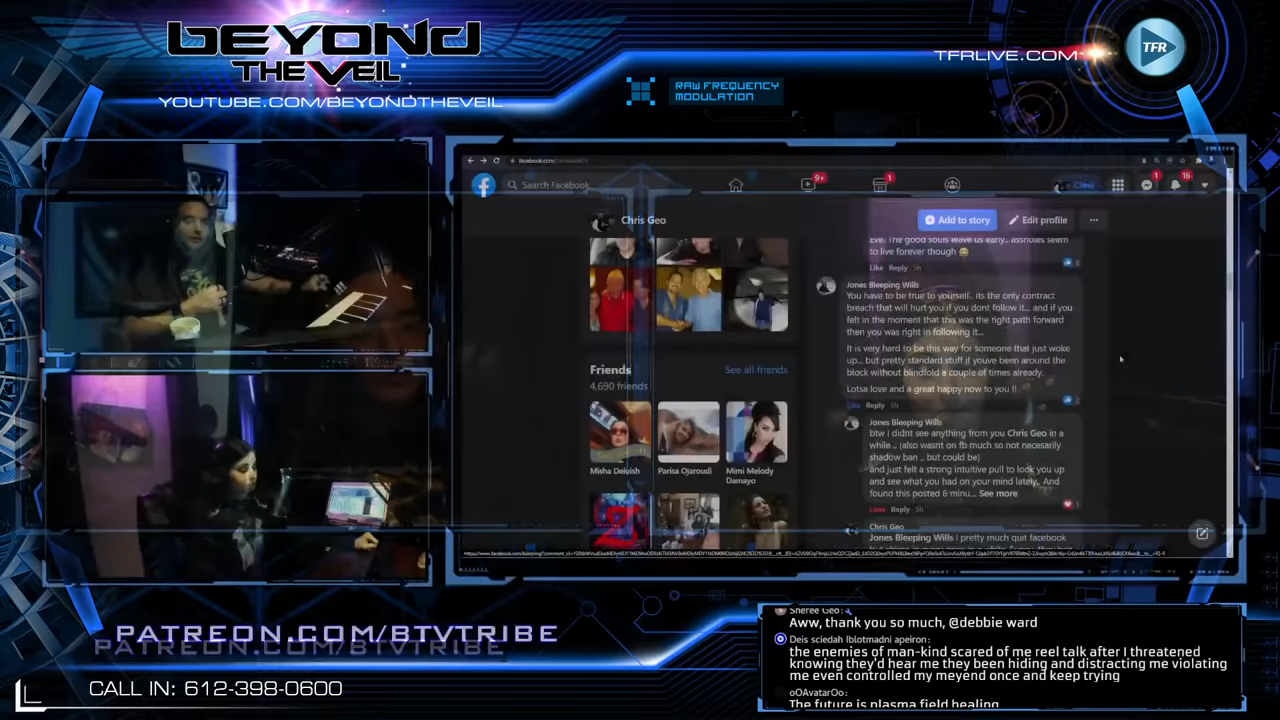 BEYOND
THE VEIL
YOUTUBE.COM/BEYONDTHEVEIL
RAW FREQUENCY
MODULATION
TFRLIVE.COM
TFR
Search Facebook
9+
1
1
16
Chris Geo
Add to story
Edit profile
Eve. The good souls leave us early.. assholes seem
to live forever though
Like Reply 5h
Jones Bleeping Wills
You have to be true to yourself.. its the only contract
breach that will hurt you if you dont follow it... and if you
felt in the moment that this was the right path forward
then you was right in following it...
It is very hard to be this way for someone that just woke
up... but pretty standard stuff if youve been around the
block without blindfold a couple of times already.
Lotsa love and a great happy now to you !!
Like Reply 5h
2
Friends
See all friends
4,690 friends
Misha Deluish
Parisa Ojaroudi
Mimi Melody
Damayo
Jones Bleeping Wills
btw I didnt see anything from you Chris Geo in a
while .. (also wasnt on fb much so not necesarily
shadow ban .. but could be)
and just felt a strong intuitive pull to look you up
and see what you had on your mind lately.. And
found this posted 6 minu... See more
Love Reply 5h
1
Chris Geo
Jones Bleeping Wills I pretty much quit facebook
PATREON.COM/BTVTRIBE
CALL IN: 612-398-0600
Sheree Geo:
Aww, thank you so much, @debbie ward
Deis sciedah Iblotmadni apeiron:
the enemies of man-kind scared of me reel talk after I threatened
knowing they'd hear me they been hiding and distracting me violating
me even controlled my meyend once and keep trying
oOAvatarOo:
The future is plasma field healing